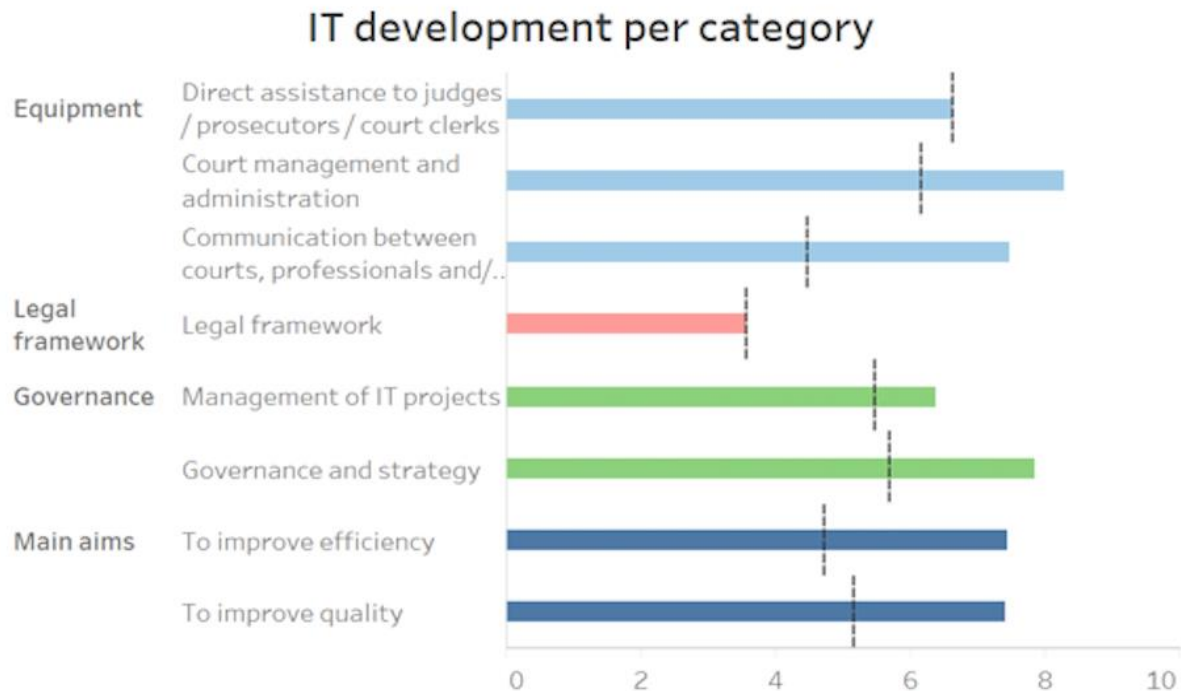 IT development per category
Equipment
Direct assistance to judges
/ prosecutors / court clerks
Court management and
administration
Communication between
courts, professionals and/..
Legal
framework
Legal framework
Governance
Management of IT projects
Governance and strategy
Main aims
To improve efficiency
To improve quality
0 2 4 6 8 10